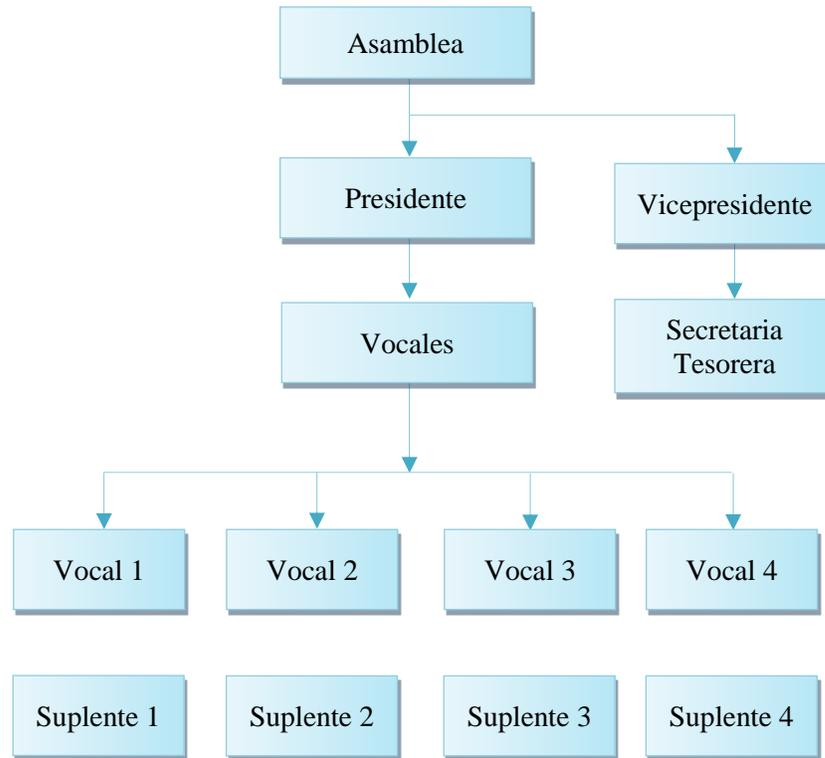 Asamblea
Presidente
Vicepresidente
Vocales
Secretaria
Tesorera
Vocal 1
Vocal 2
Vocal 3
Vocal 4
Suplente 1
Suplente 2
Suplente 3
Suplente 4